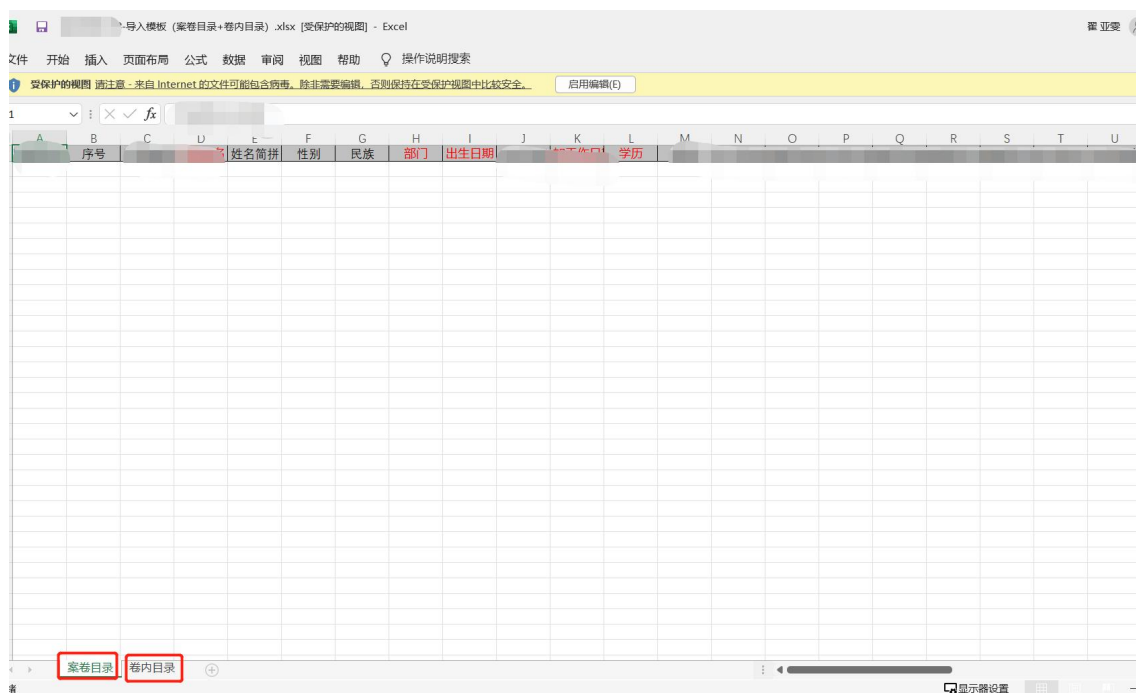 -导入模板（案卷目录+卷内目录）.xlsx [受保护的视图] - Excel 翟 亚雯
文件 开始 插入 页面布局 公式 数据 审阅 视图 帮助 操作说明搜索
受保护的视图 请注意 - 来自 Internet 的文件可能包含病毒。除非需要编辑，否则保持在受保护视图中比较安全。 启用编辑(E)
1 fx
A B C D E F G H I J K L M N O P Q R S T U
序号 名 姓名简拼 性别 民族 部门 出生日期 学历
案卷目录 卷内目录
显示器设置